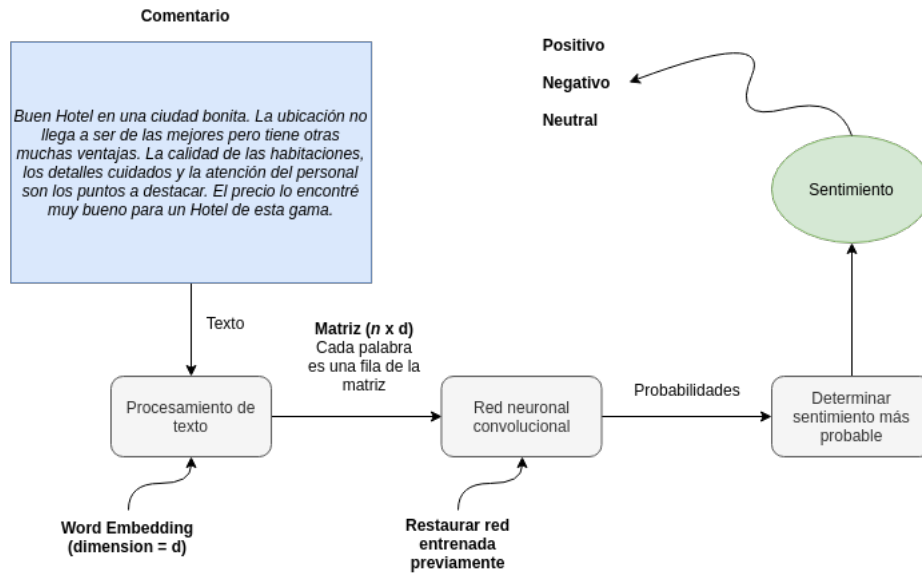 Comentario
Buen Hotel en una ciudad bonita. La ubicación no
llega a ser de las mejores pero tiene otras
muchas ventajas. La calidad de las habitaciones,
los detalles cuidados y la atención del personal
son los puntos a destacar. El precio lo encontré
muy bueno para un Hotel de esta gama.
Positivo
Negativo
Neutral
Sentimiento
Texto
Matriz (n x d)
Cada palabra
es una fila de la
matriz
Probabilidades
Procesamiento de
texto
Red neuronal
convolucional
Determinar
sentimiento más
probable
Word Embedding
(dimension = d)
Restaurar red
entrenada
previamente